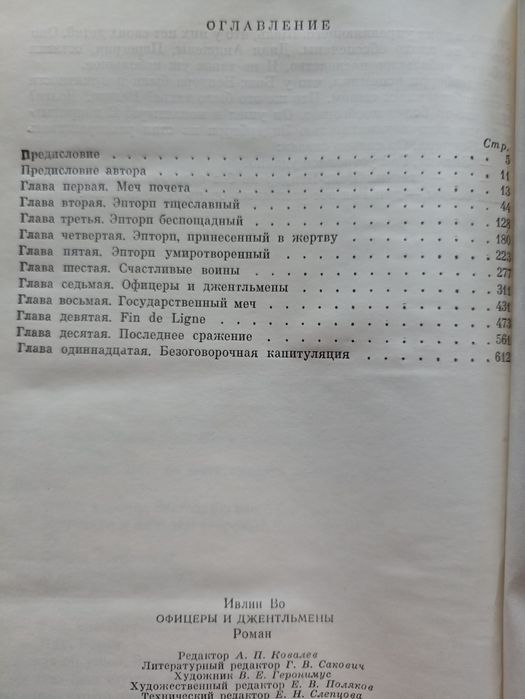 ОГЛАВЛЕНИЕ
Стр.
Предисловие . . . . . . . . . . . . . . . . . 5
Предисловие автора . . . . . . . . . . . . . . 11
Глава первая. Меч почета . . . . . . . . . . . . 13
Глава вторая. Эпторп тщеславный . . . . . . . . . . 44
Глава третья. Эпторп беспощадный . . . . . . . . . . 128
Глава четвертая. Эпторп, принесенный в жертву . . . . . . 180
Глава пятая. Эпторп умиротворенный . . . . . . . . . 223
Глава шестая. Счастливые воины . . . . . . . . . . 277
Глава седьмая. Офицеры и джентльмены . . . . . . . . 311
Глава восьмая. Государственный меч . . . . . . . . . 431
Глава девятая. Fin de Ligne . . . . . . . . . . . 473
Глава десятая. Последнее сражение . . . . . . . . . 561
Глава одиннадцатая. Безоговорочная капитуляция . . . . . 612
Ивлин Во
ОФИЦЕРЫ И ДЖЕНТЛЬМЕНЫ
Роман
Редактор А. П. Ковалев
Литературный редактор Г. В. Сакович
Художник В. Е. Геронимус
Художественный редактор Е. В. Поляков
Технический редактор Е. Н. Слепцова